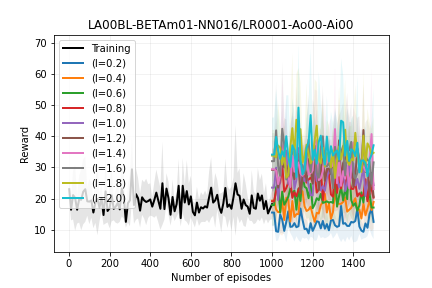 LA00BL-BETAm01-NN016/LR0001-Ao00-Ai00
70
60
50
40
30
20
10
Reward
Training
(l=0.2)
(l=0.4)
(l=0.6)
(l=0.8)
(l=1.0)
(l=1.2)
(l=1.4)
(l=1.6)
(l=1.8)
(l=2.0)
0 200 400 600 800 1000 1200 1400
Number of episodes